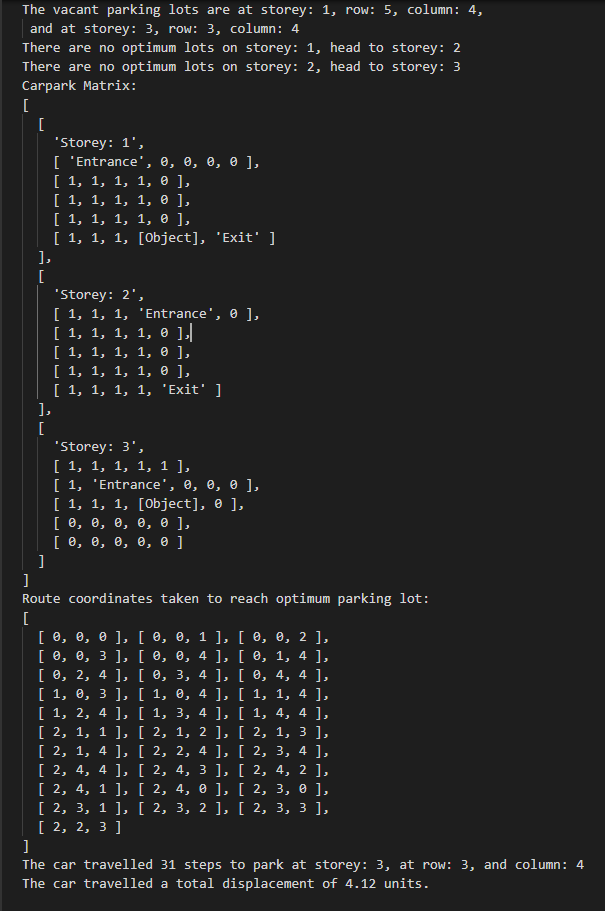 The vacant parking lots are at storey: 1, row: 5, column: 4,
 and at storey: 3, row: 3, column: 4
There are no optimum lots on storey: 1, head to storey: 2
There are no optimum lots on storey: 2, head to storey: 3
Carpark Matrix:
[
  [
    'Storey: 1',
    [ 'Entrance', 0, 0, 0, 0 ],
    [ 1, 1, 1, 1, 0 ],
    [ 1, 1, 1, 1, 0 ],
    [ 1, 1, 1, 1, 0 ],
    [ 1, 1, 1, [Object], 'Exit' ]
  ],
  [
    'Storey: 2',
    [ 1, 1, 1, 'Entrance', 0 ],
    [ 1, 1, 1, 1, 0 ],
    [ 1, 1, 1, 1, 0 ],
    [ 1, 1, 1, 1, 0 ],
    [ 1, 1, 1, 1, 'Exit' ]
  ],
  [
    'Storey: 3',
    [ 1, 1, 1, 1, 1 ],
    [ 1, 'Entrance', 0, 0, 0 ],
    [ 1, 1, 1, [Object], 0 ],
    [ 0, 0, 0, 0, 0 ],
    [ 0, 0, 0, 0, 0 ]
  ]
]
Route coordinates taken to reach optimum parking lot:
[
  [ 0, 0, 0 ], [ 0, 0, 1 ], [ 0, 0, 2 ],
  [ 0, 0, 3 ], [ 0, 0, 4 ], [ 0, 1, 4 ],
  [ 0, 2, 4 ], [ 0, 3, 4 ], [ 0, 4, 4 ],
  [ 1, 0, 3 ], [ 1, 0, 4 ], [ 1, 1, 4 ],
  [ 1, 2, 4 ], [ 1, 3, 4 ], [ 1, 4, 4 ],
  [ 2, 1, 1 ], [ 2, 1, 2 ], [ 2, 1, 3 ],
  [ 2, 1, 4 ], [ 2, 2, 4 ], [ 2, 3, 4 ],
  [ 2, 4, 4 ], [ 2, 4, 3 ], [ 2, 4, 2 ],
  [ 2, 4, 1 ], [ 2, 4, 0 ], [ 2, 3, 0 ],
  [ 2, 3, 1 ], [ 2, 3, 2 ], [ 2, 3, 3 ],
  [ 2, 2, 3 ]
]
The car travelled 31 steps to park at storey: 3, at row: 3, and column: 4
The car travelled a total displacement of 4.12 units.